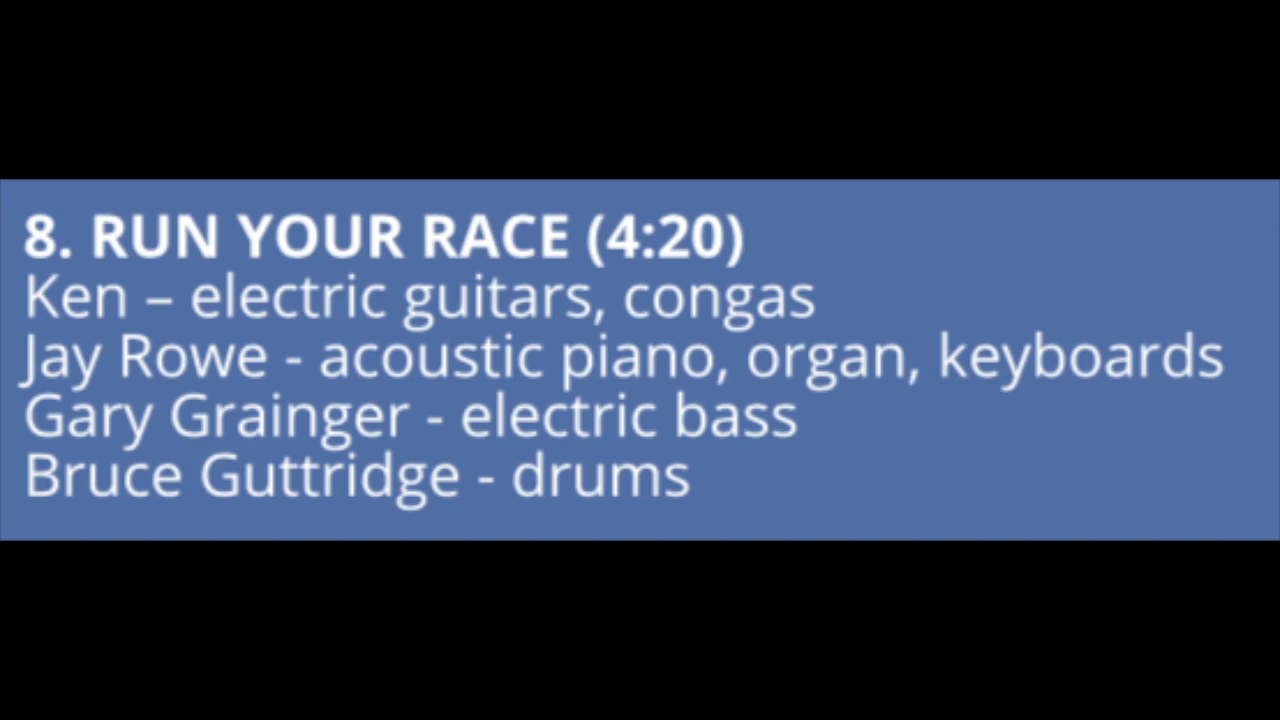 8. RUN YOUR RACE (4:20)
Ken – electric guitars, congas
Jay Rowe - acoustic piano, organ, keyboards
Gary Grainger - electric bass
Bruce Guttridge - drums